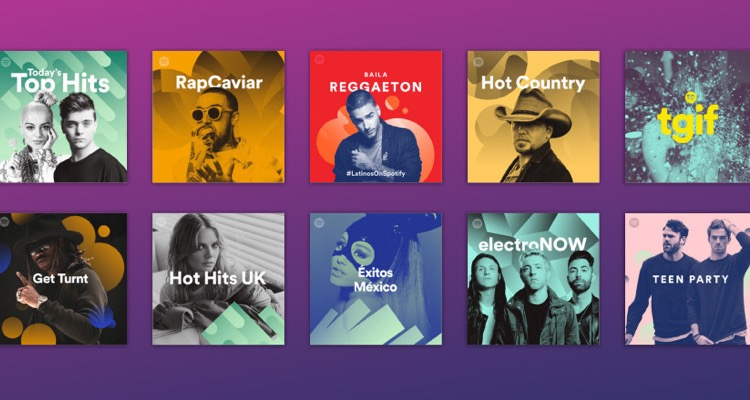 Today's
Top Hits
RapCaviar
BAILA
REGGAETON
#LatinosOnSpotify
Hot Country
tgif
Get Turnt
Hot Hits UK
Éxitos
México
electroNOW
TEEN PARTY